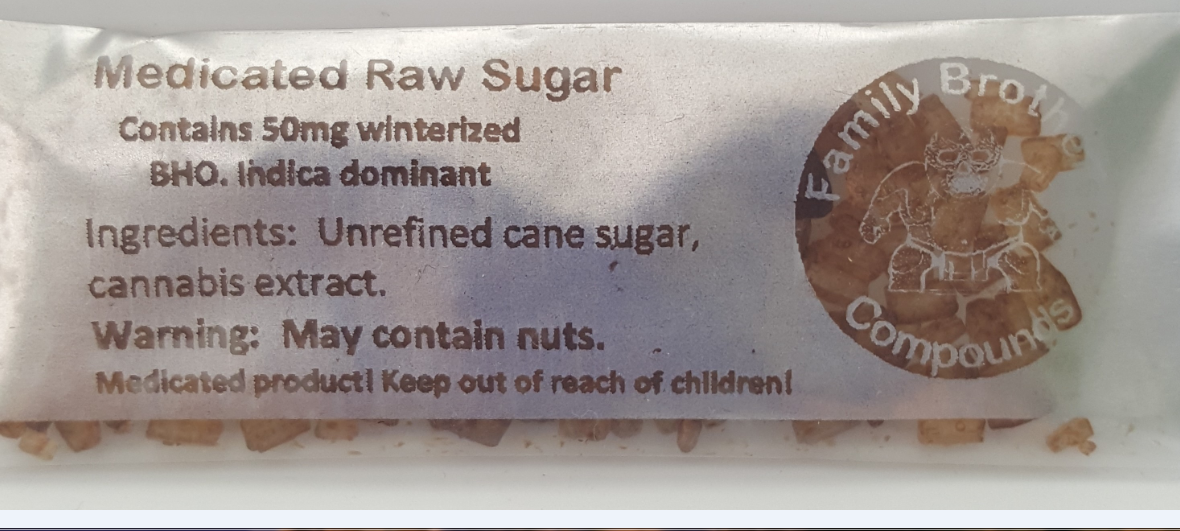 Medicated Raw Sugar
Contains 50mg winterized
BHO. Indica dominant
Ingredients: Unrefined cane sugar,
cannabis extract.
Warning: May contain nuts.
Medicated product! Keep out of reach of children!
Family Brothe
Compounds